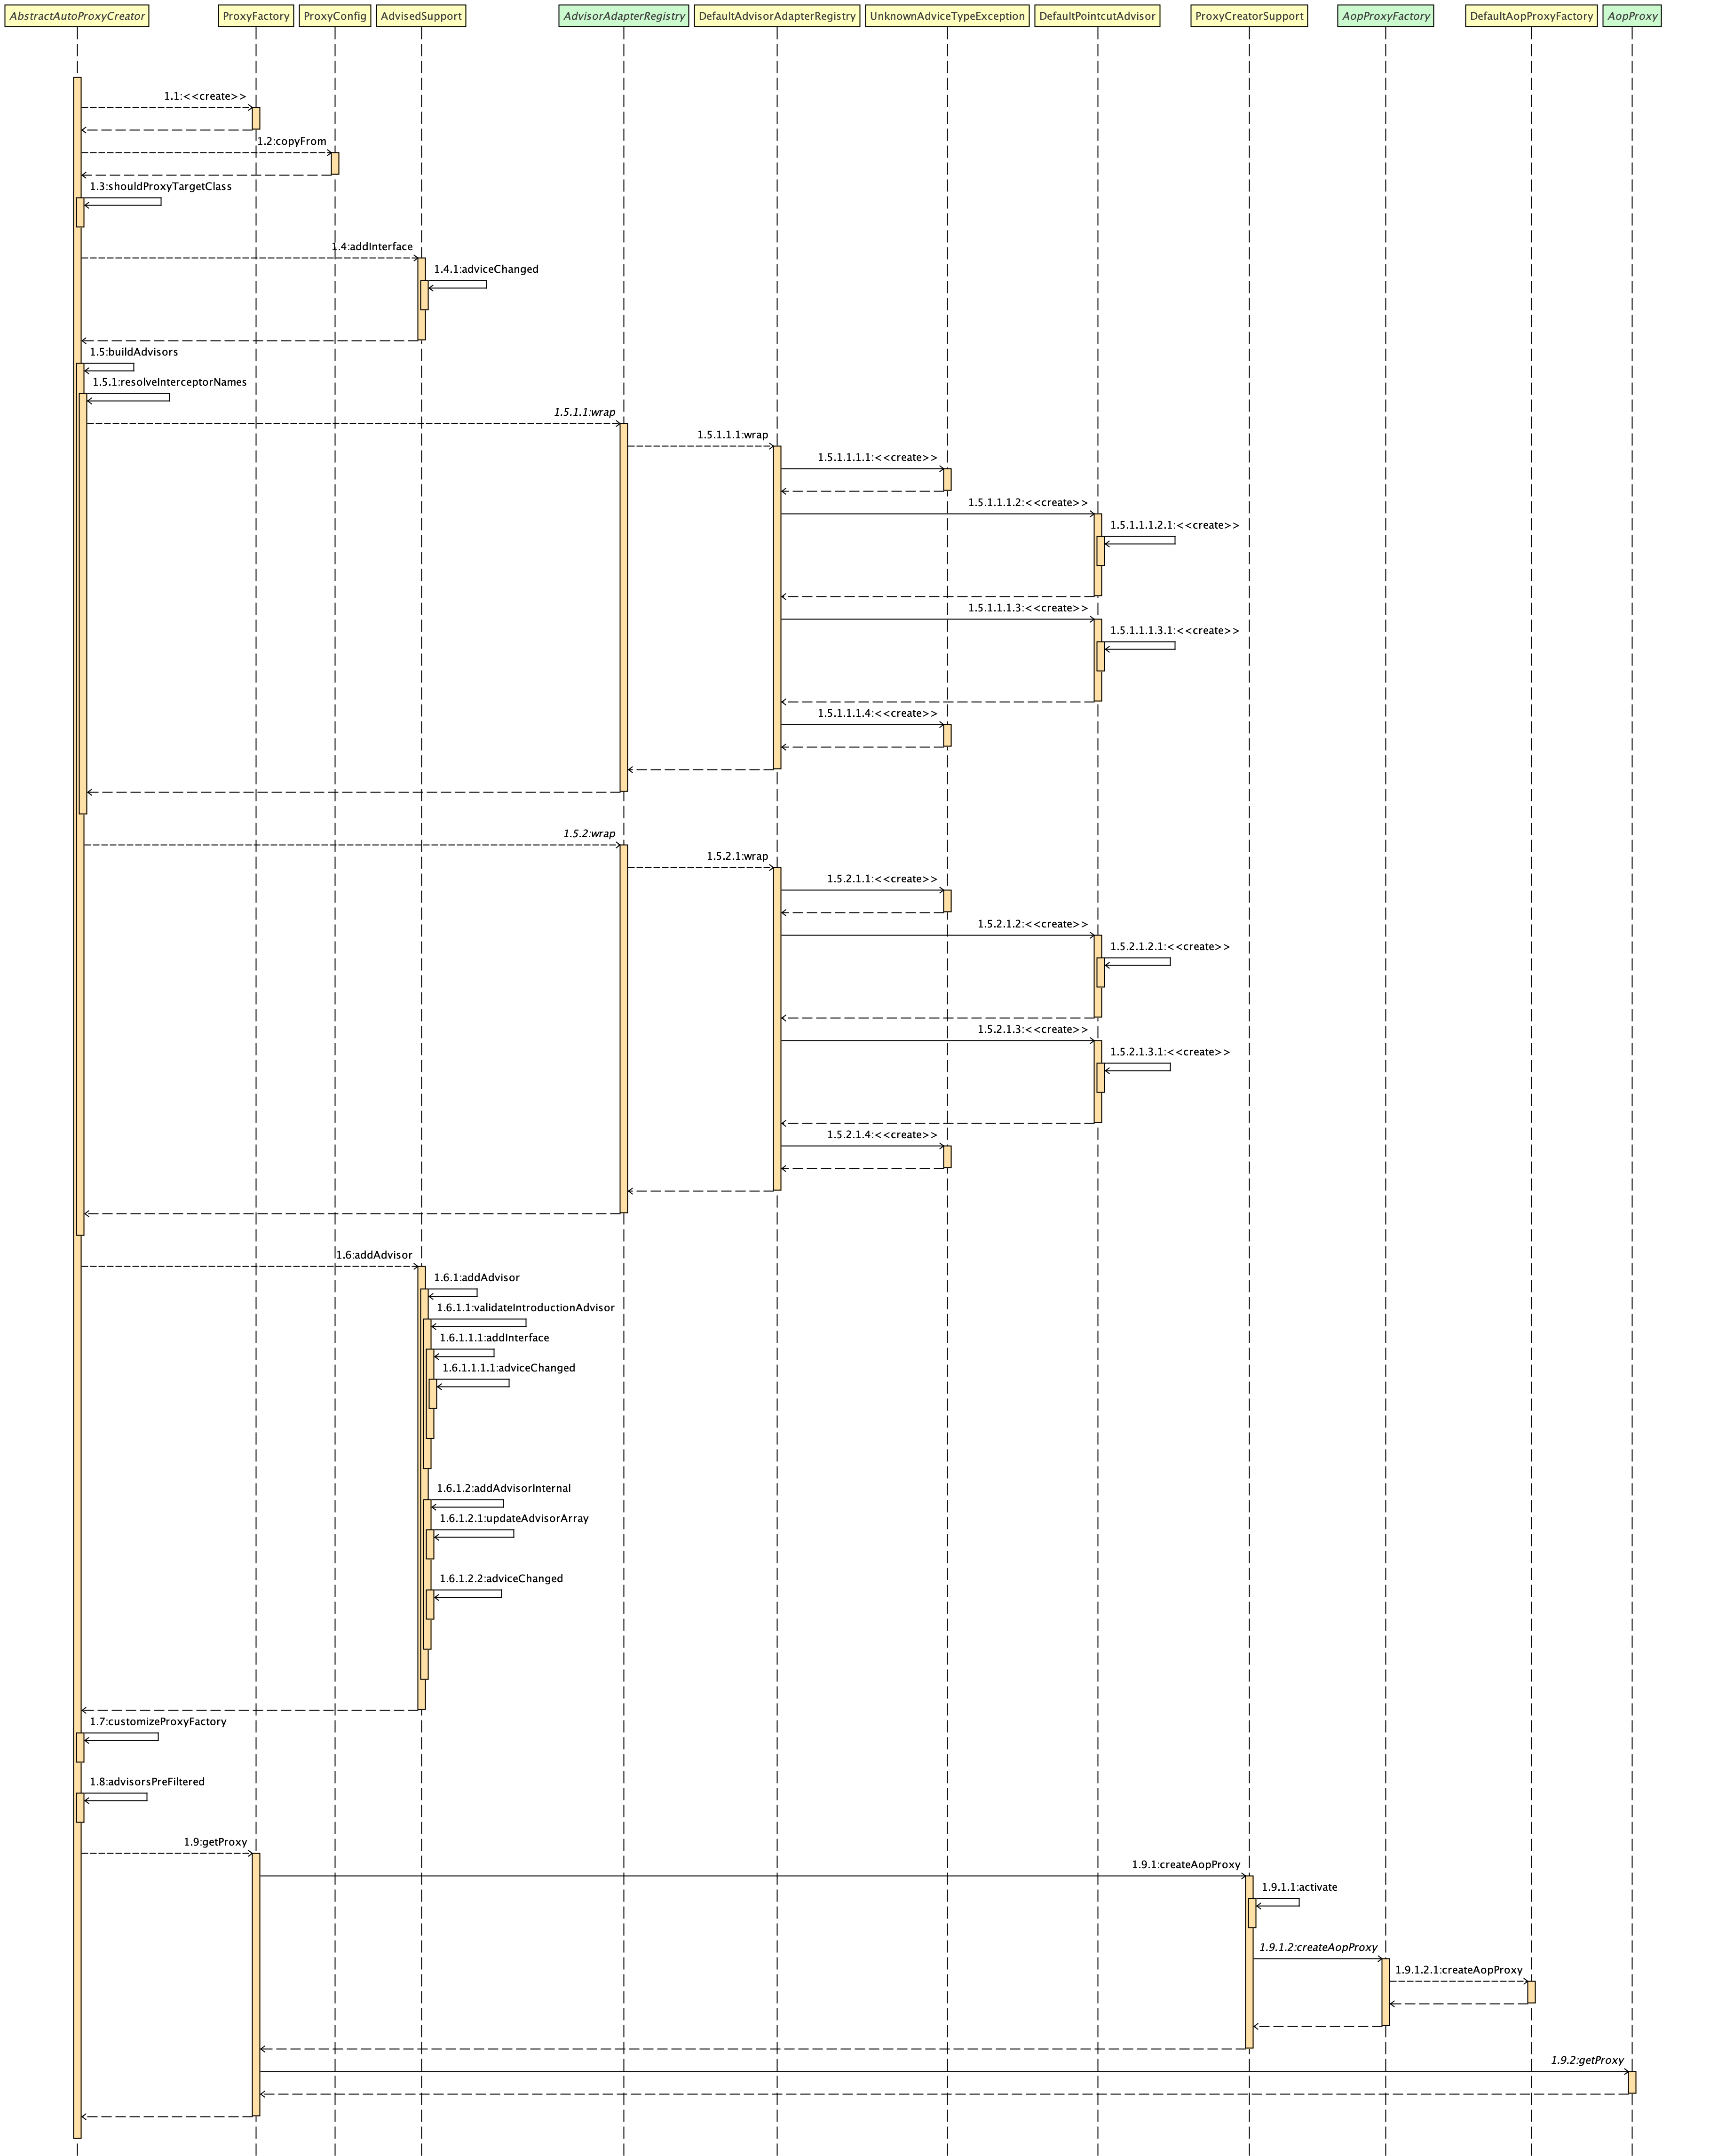 AbstractAutoProxyCreator ProxyFactory ProxyConfig AdvisedSupport AdvisorAdapterRegistry DefaultAdvisorAdapterRegistry UnknownAdviceTypeException DefaultPointcutAdvisor ProxyCreatorSupport AopProxyFactory DefaultAopProxyFactory AopProxy
1.1:<<create>>
1.2:copyFrom
1.3:shouldProxyTargetClass
1.4:addInterface
1.4.1:adviceChanged
1.5:buildAdvisors
1.5.1:resolveInterceptorNames
1.5.1.1:wrap
1.5.1.1.1:wrap
1.5.1.1.1.1:<<create>>
1.5.1.1.1.2:<<create>>
1.5.1.1.1.2.1:<<create>>
1.5.1.1.1.3:<<create>>
1.5.1.1.1.3.1:<<create>>
1.5.1.1.1.4:<<create>>
1.5.2:wrap
1.5.2.1:wrap
1.5.2.1.1:<<create>>
1.5.2.1.2:<<create>>
1.5.2.1.2.1:<<create>>
1.5.2.1.3:<<create>>
1.5.2.1.3.1:<<create>>
1.5.2.1.4:<<create>>
1.6:addAdvisor
1.6.1:addAdvisor
1.6.1.1:validateIntroductionAdvisor
1.6.1.1.1:addInterface
1.6.1.1.1.1:adviceChanged
1.6.1.2:addAdvisorInternal
1.6.1.2.1:updateAdvisorArray
1.6.1.2.2:adviceChanged
1.7:customizeProxyFactory
1.8:advisorsPreFiltered
1.9:getProxy
1.9.1:createAopProxy
1.9.1.1:activate
1.9.1.2:createAopProxy
1.9.1.2.1:createAopProxy
1.9.2:getProxy